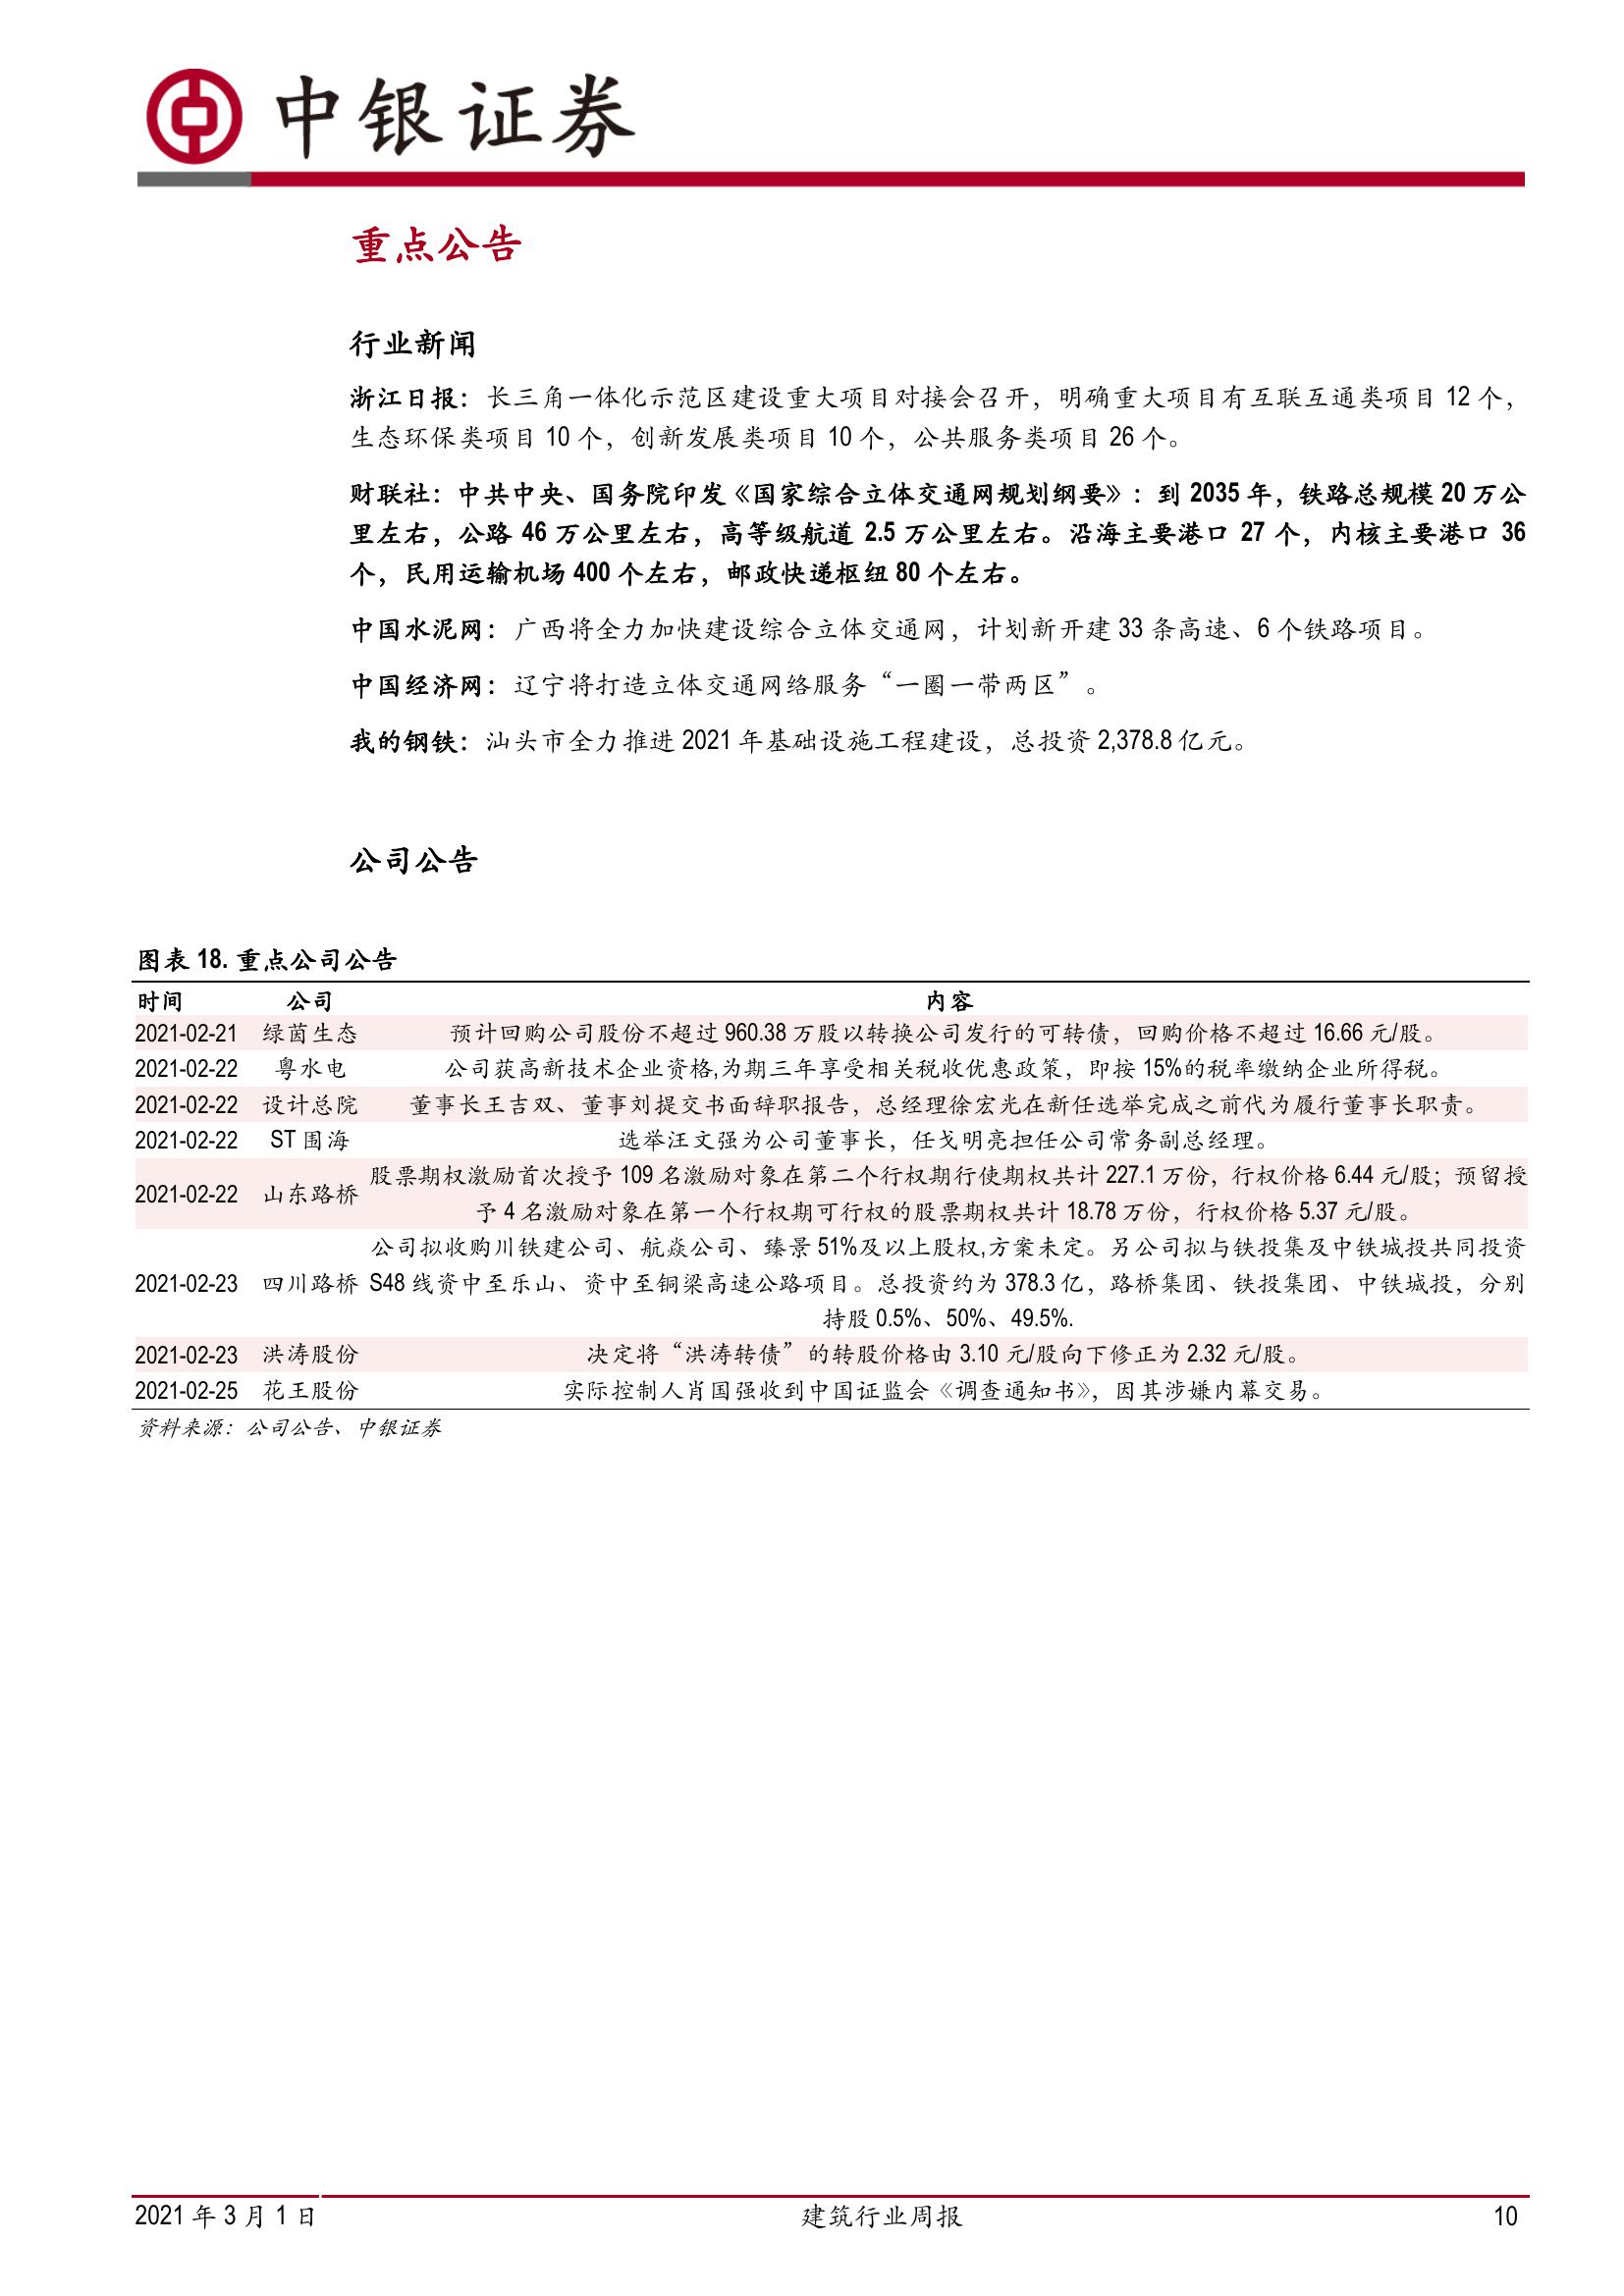 中银证券
重点公告
行业新闻
浙江日报：长三角一体化示范区建设重大项目对接会召开，明确重大项目有互联互通类项目 12 个，
生态环保类项目 10 个，创新发展类项目 10 个，公共服务类项目 26 个。
财联社：中共中央、国务院印发《国家综合立体交通网规划纲要》：到 2035 年，铁路总规模 20 万公
里左右，公路 46 万公里左右，高等级航道 2.5 万公里左右。沿海主要港口 27 个，内核主要港口 36
个，民用运输机场 400 个左右，邮政快递枢纽 80 个左右。
中国水泥网：广西将全力加快建设综合立体交通网，计划新开建 33 条高速、6 个铁路项目。
中国经济网：辽宁将打造立体交通网络服务“一圈一带两区”。
我的钢铁：汕头市全力推进 2021 年基础设施工程建设，总投资 2,378.8 亿元。
公司公告
图表 18. 重点公司公告
时间 公司 内容
2021-02-21 绿茵生态 预计回购公司股份不超过 960.38 万股以转换公司发行的可转债，回购价格不超过 16.66 元/股。
2021-02-22 粤水电 公司获高新技术企业资格,为期三年享受相关税收优惠政策，即按 15%的税率缴纳企业所得税。
2021-02-22 设计总院 董事长王吉双、董事刘提交书面辞职报告，总经理徐宏光在新任选举完成之前代为履行董事长职责。
2021-02-22 ST 围海 选举汪文强为公司董事长，任戈明亮担任公司常务副总经理。
股票期权激励首次授予 109 名激励对象在第二个行权期行使期权共计 227.1 万份，行权价格 6.44 元/股；预留授
2021-02-22 山东路桥
予 4 名激励对象在第一个行权期可行权的股票期权共计 18.78 万份，行权价格 5.37 元/股。
公司拟收购川铁建公司、航焱公司、臻景 51%及以上股权,方案未定。另公司拟与铁投集及中铁城投共同投资
2021-02-23 四川路桥 S48 线资中至乐山、资中至铜梁高速公路项目。总投资约为 378.3 亿，路桥集团、铁投集团、中铁城投，分别
持股 0.5%、50%、49.5%.
2021-02-23 洪涛股份 决定将“洪涛转债”的转股价格由 3.10 元/股向下修正为 2.32 元/股。
2021-02-25 花王股份 实际控制人肖国强收到中国证监会《调查通知书》，因其涉嫌内幕交易。
资料来源：公司公告、中银证券
2021 年 3 月 1 日 建筑行业周报 10